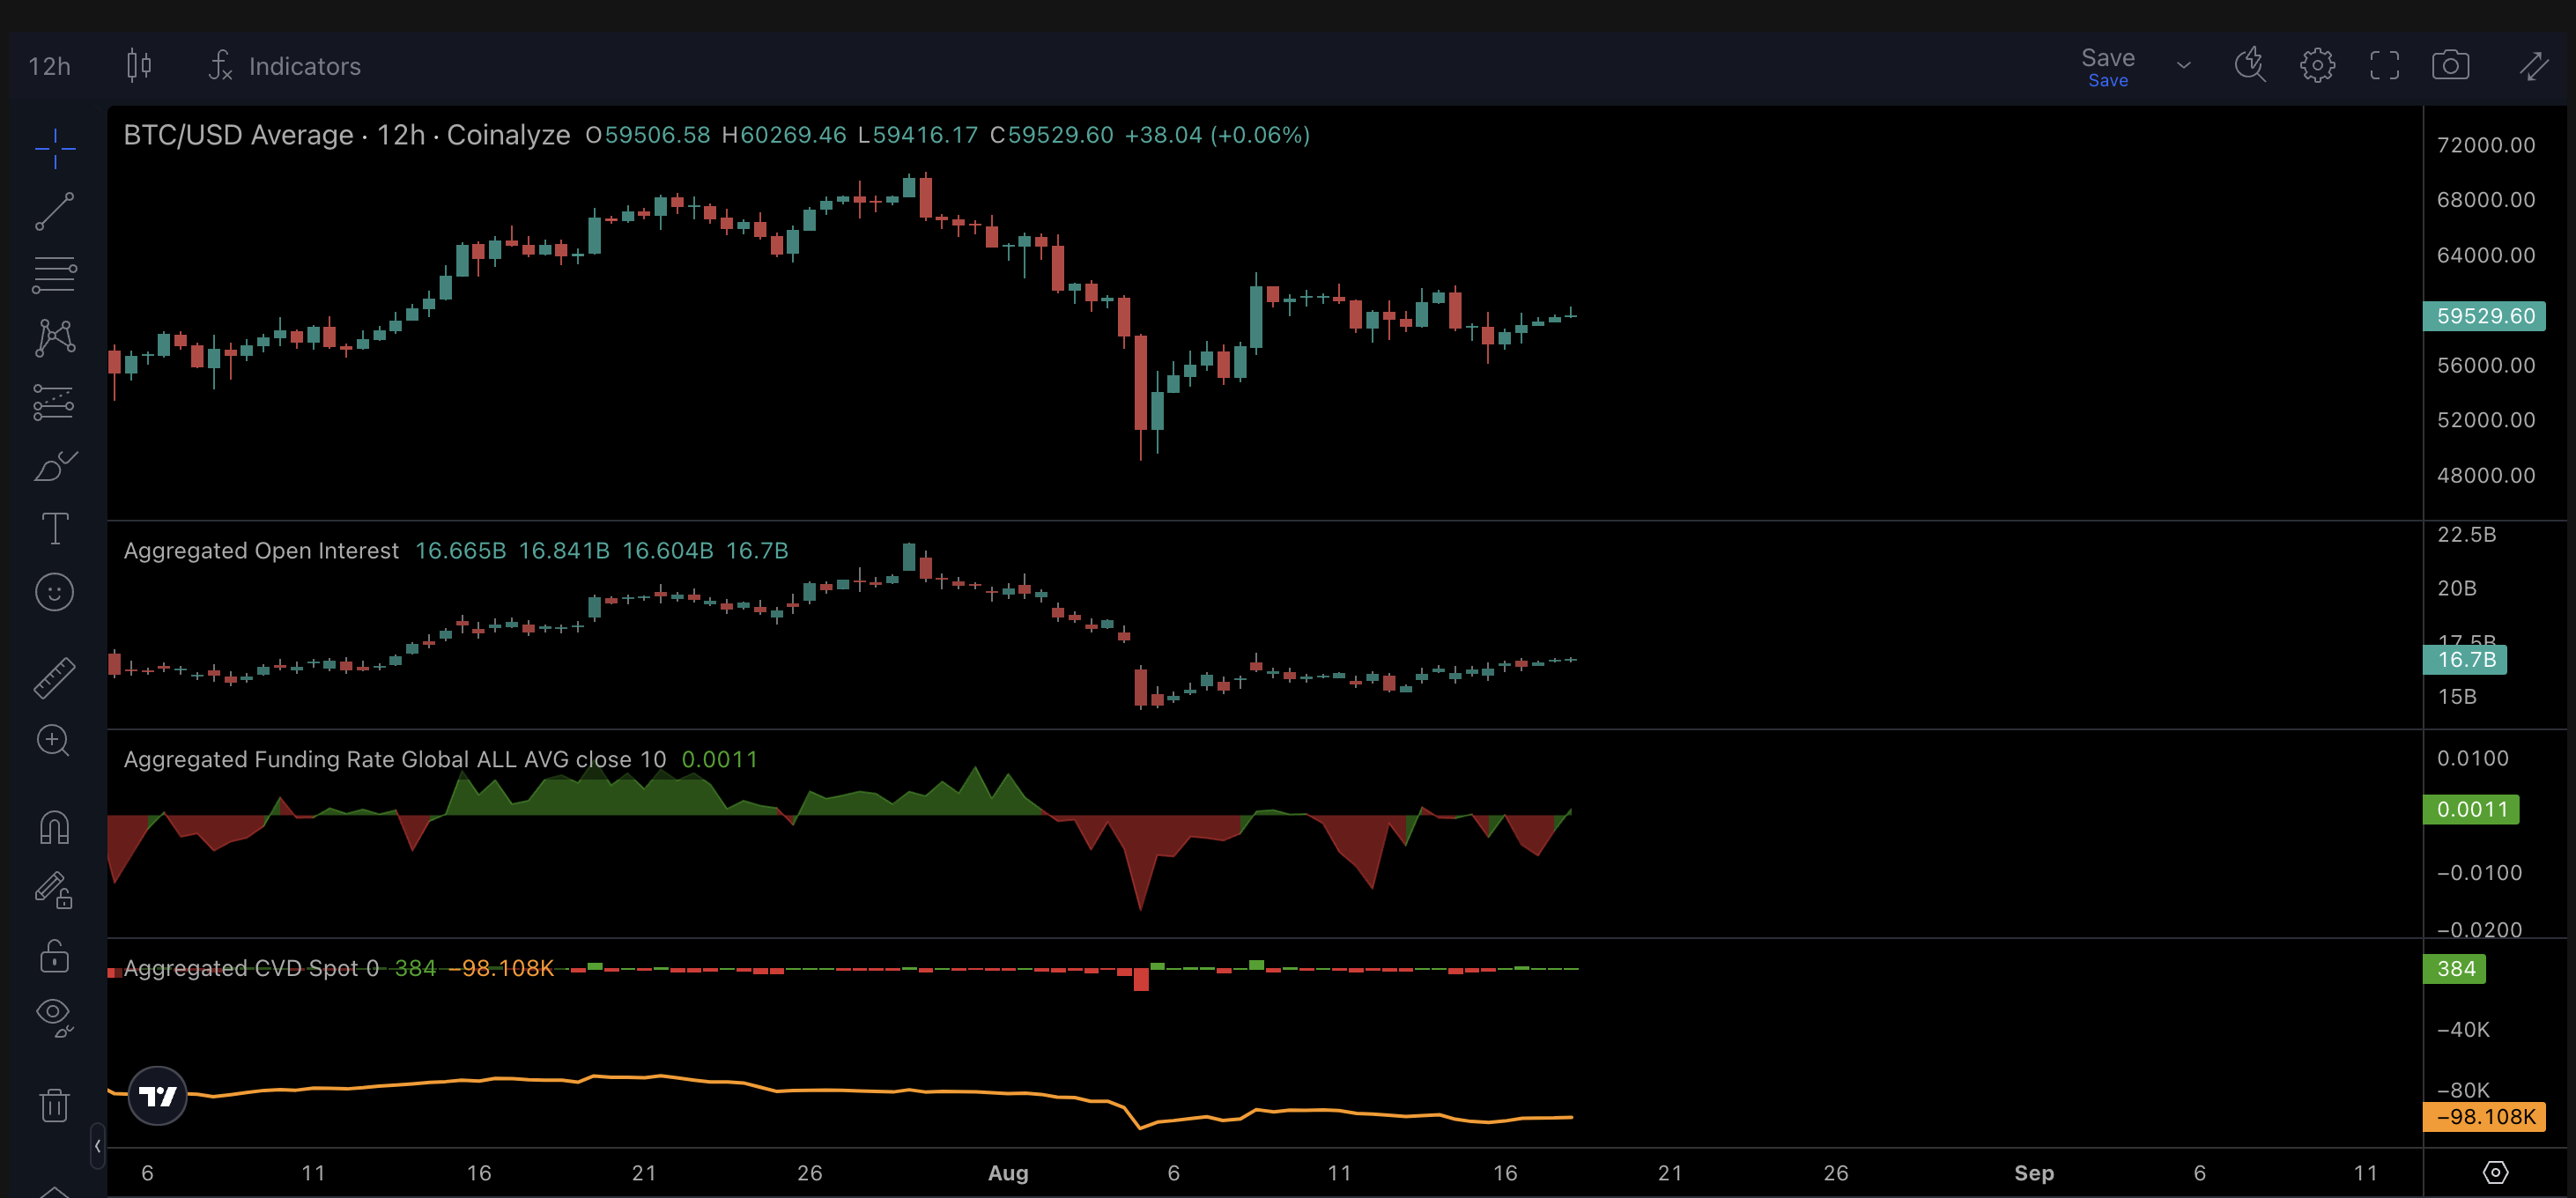 12h Indicators Save
Save
BTC/USD Average · 12h · Coinalyze O59506.58 H60269.46 L59416.17 C59529.60 +38.04 (+0.06%)
72000.00
68000.00
64000.00
59529.60
56000.00
52000.00
48000.00
Aggregated Open Interest 16.665B 16.841B 16.604B 16.7B
22.5B
20B
17.5B
16.7B
15B
Aggregated Funding Rate Global ALL AVG close 10 0.0011
0.0100
0.0011
−0.0100
−0.0200
Aggregated CVD Spot 0 384 −98.108K
384
−40K
−80K
−98.108K
6 11 16 21 26 Aug 6 11 16 21 26 Sep 6 11